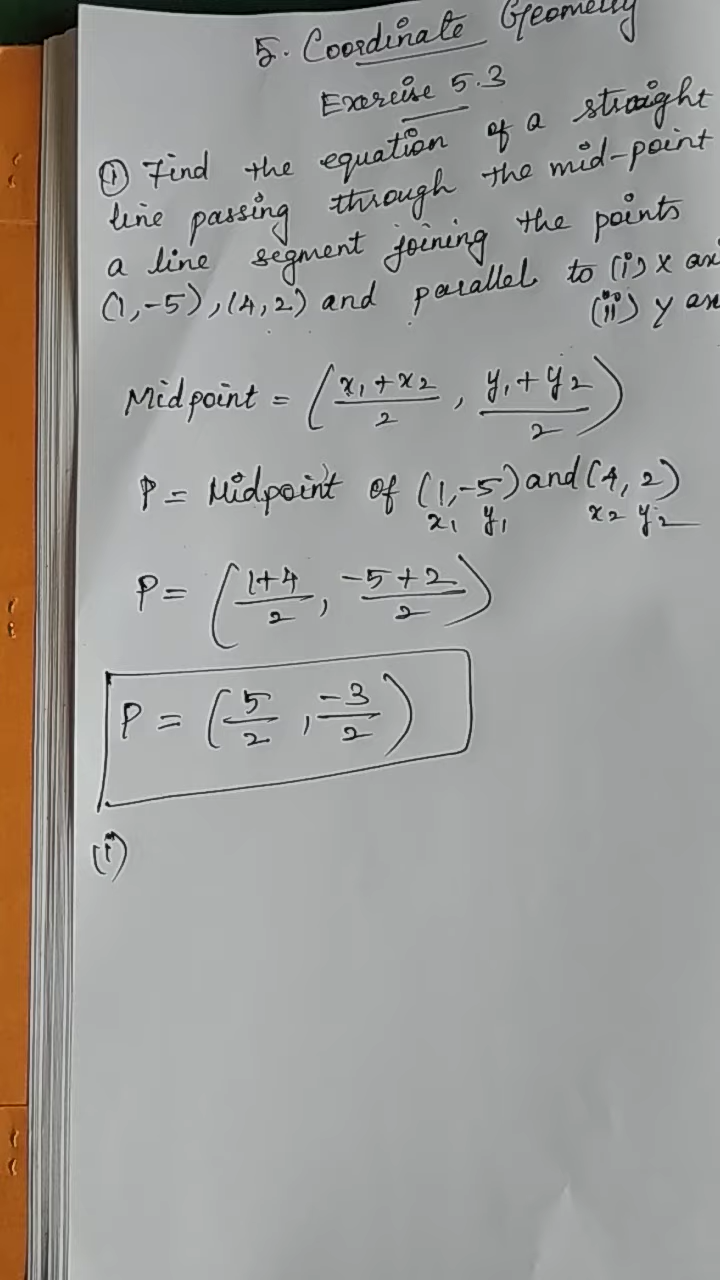 5. Coordinate Geometry
Exercise 5.3
① Find the equation of a straight
line passing through the mid-point
a line segment joining the points
(1,-5), (4,2) and parallel to (i) x
(ii) y
Midpoint = ( x₁+x₂/2 , y₁+y₂/2 )
P = Midpoint of (1,-5) and (4, 2)
x₁ y₁ x₂ y₂
P = ( 1+4/2 , -5+2/2 )
P = ( 5/2 , -3/2 )
(i)